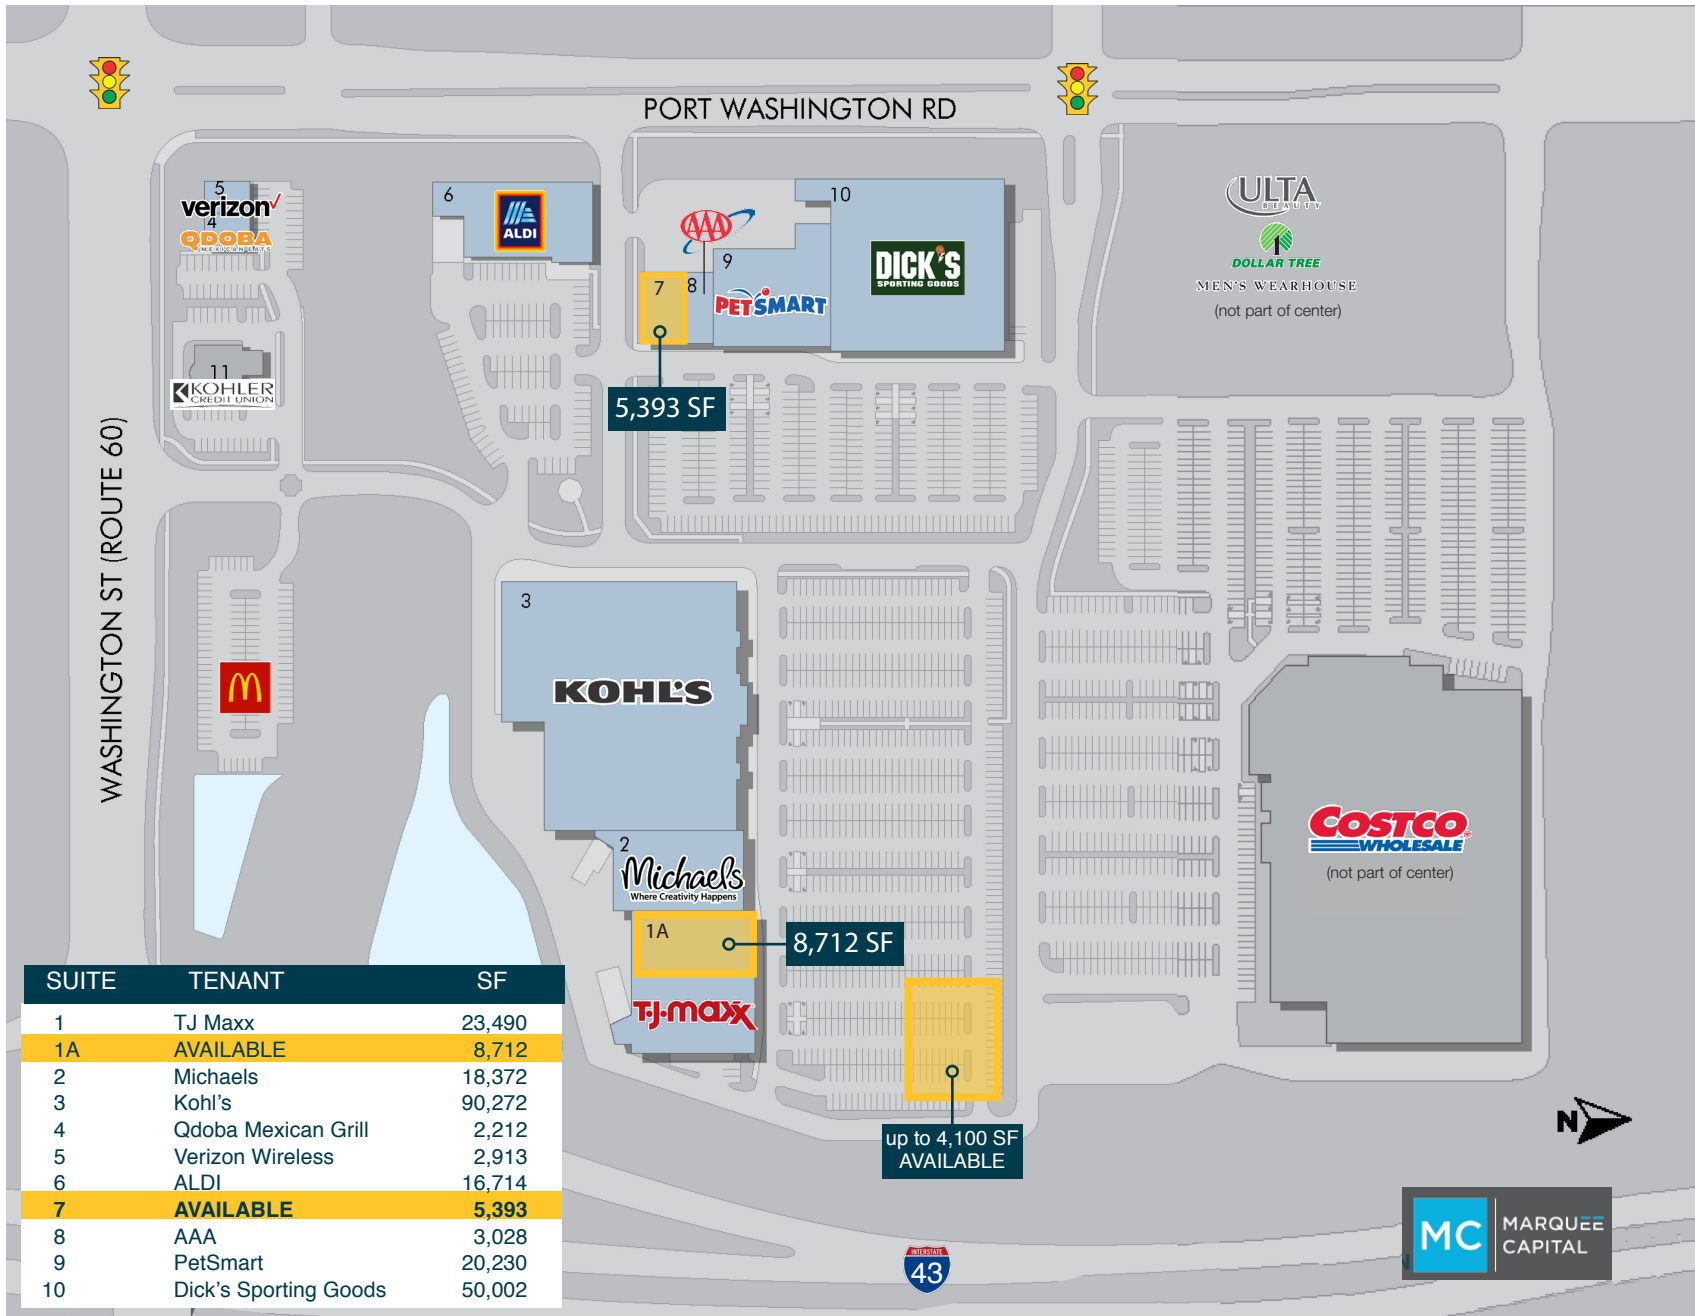 PORT WASHINGTON RD
WASHINGTON ST (ROUTE 60)
5
verizon
4
QDOBA
MEXICAN EATS
6
ALDI
AAA
7
8
9
PETSMART
10
DICK'S
SPORTING GOODS
ULTA
BEAUTY
DOLLAR TREE
MEN'S WEARHOUSE
(not part of center)
11
KOHLER
CREDIT UNION
5,393 SF
3
KOHL'S
M
2
Michaels
Where Creativity Happens
1A
8,712 SF
T.J.maxx
COSTCO
WHOLESALE
(not part of center)
up to 4,100 SF
AVAILABLE
SUITE TENANT SF
1 TJ Maxx 23,490
1A AVAILABLE 8,712
2 Michaels 18,372
3 Kohl's 90,272
4 Qdoba Mexican Grill 2,212
5 Verizon Wireless 2,913
6 ALDI 16,714
7 AVAILABLE 5,393
8 AAA 3,028
9 PetSmart 20,230
10 Dick's Sporting Goods 50,002
N
INTERSTATE
43
MC MARQUEE
CAPITAL